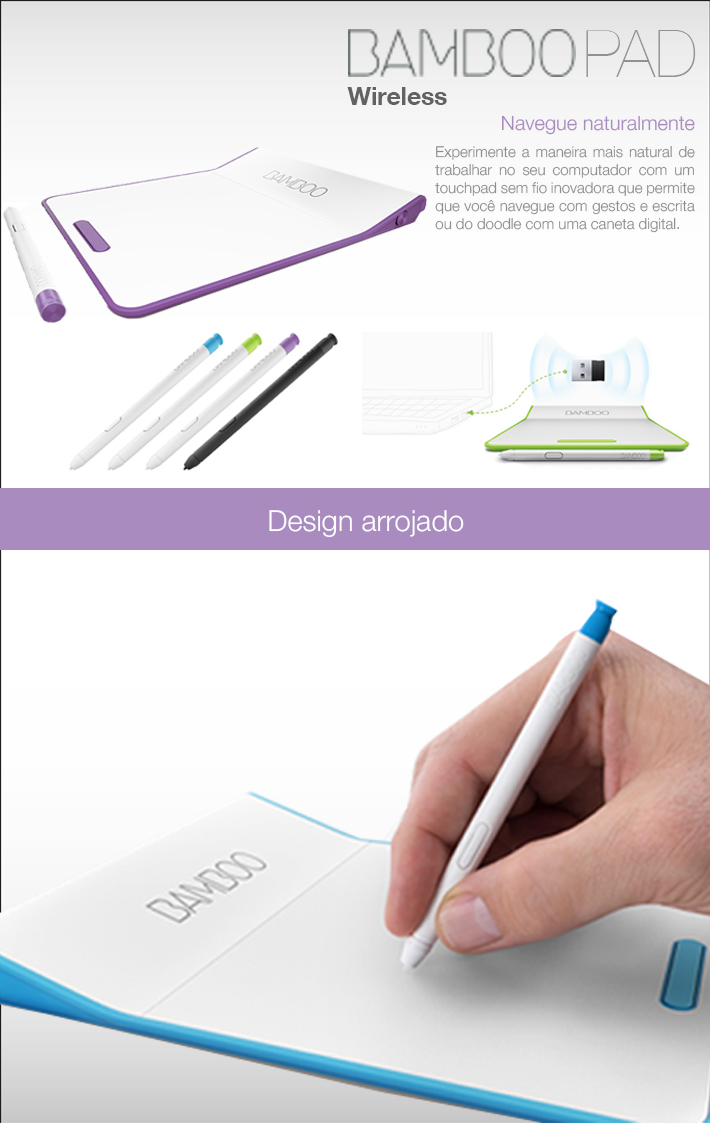 BAMBOO PAD
Wireless
Navegue naturalmente
Experimente a maneira mais natural de
trabalhar no seu computador com um
touchpad sem fio inovadora que permite
que você navegue com gestos e escrita
ou do doodle com uma caneta digital.
BAMBOO
BAMBOO
Design arrojado
BAMBOO